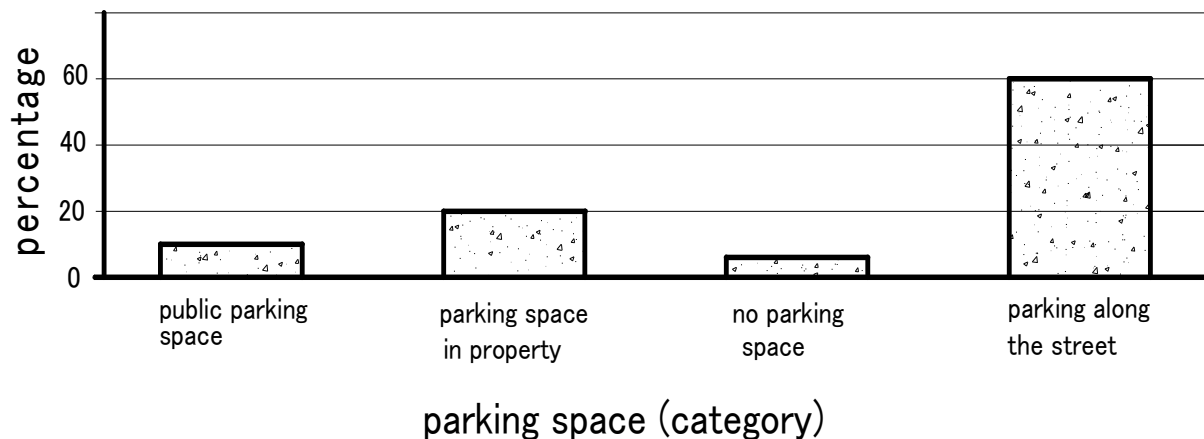 percentage
60
40
20
0
public parking
space
parking space
in property
no parking
space
parking along
the street
parking space (category)